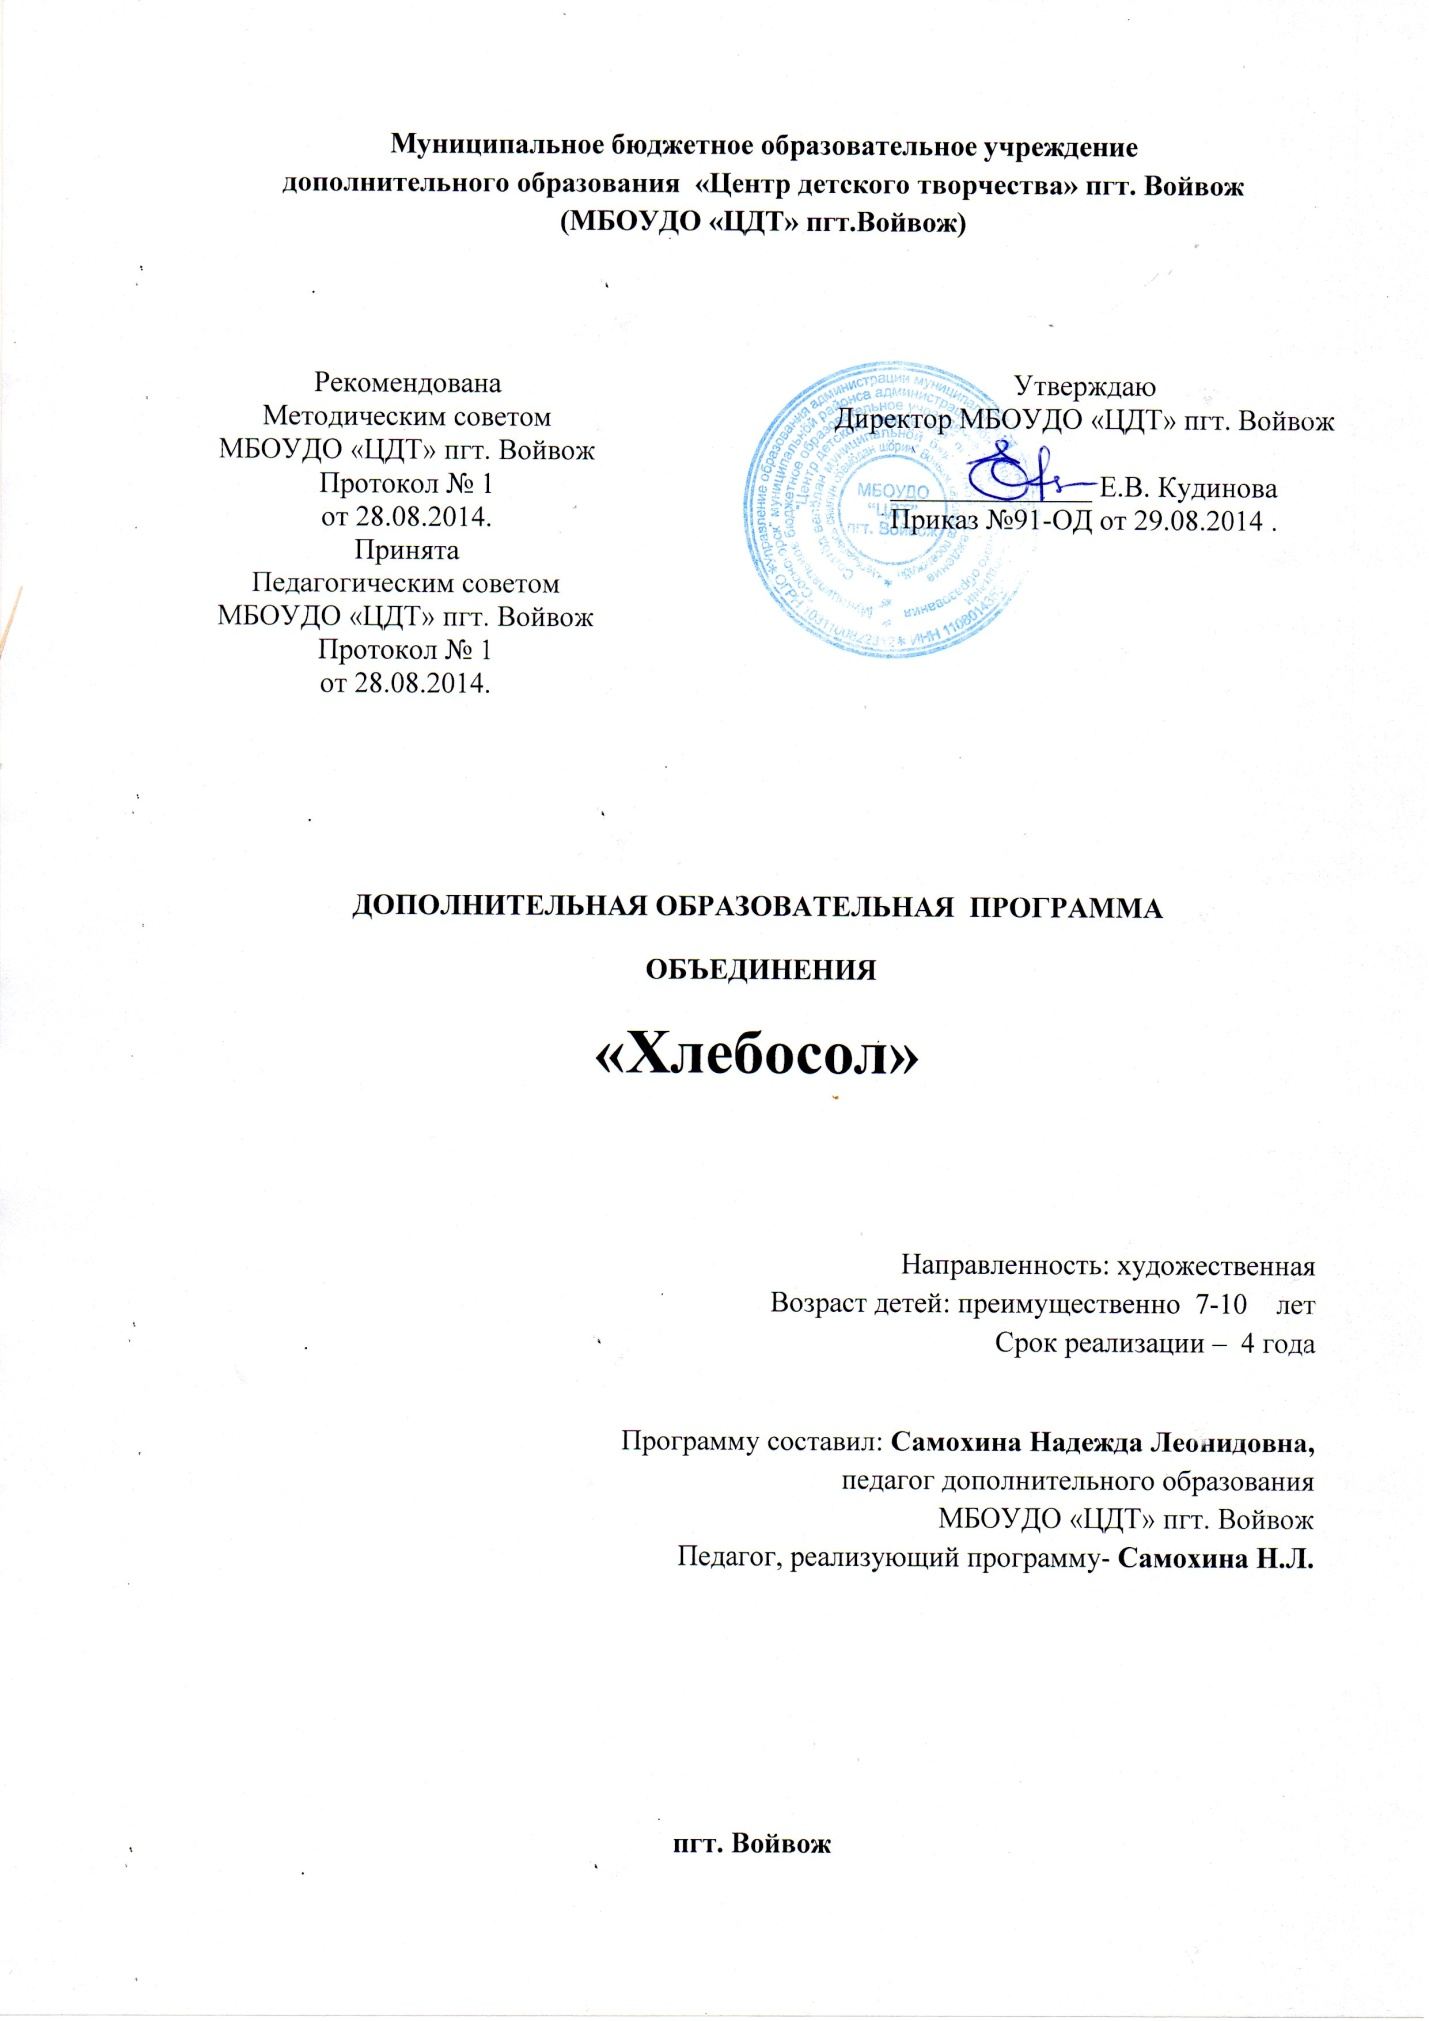 Муниципальное бюджетное образовательное учреждение
дополнительного образования «Центр детского творчества» пгт. Войвож
(МБОУДО «ЦДТ» пгт.Войвож)
Рекомендована
Методическим советом
МБОУДО «ЦДТ» пгт. Войвож
Протокол № 1
от 28.08.2014.
Принята
Педагогическим советом
МБОУДО «ЦДТ» пгт. Войвож
Протокол № 1
от 28.08.2014.
Утверждаю
Директор МБОУДО «ЦДТ» пгт. Войвож
Е.В. Кудинова
Приказ №91-ОД от 29.08.2014 .
МБОУДО
"ЦДТ"
пгт. Войвож
ДОПОЛНИТЕЛЬНАЯ ОБРАЗОВАТЕЛЬНАЯ ПРОГРАММА
ОБЪЕДИНЕНИЯ
«Хлебосол»
Направленность: художественная
Возраст детей: преимущественно 7-10 лет
Срок реализации – 4 года
Программу составил: Самохина Надежда Леонидовна,
педагог дополнительного образования
МБОУДО «ЦДТ» пгт. Войвож
Педагог, реализующий программу- Самохина Н.Л.
пгт. Войвож